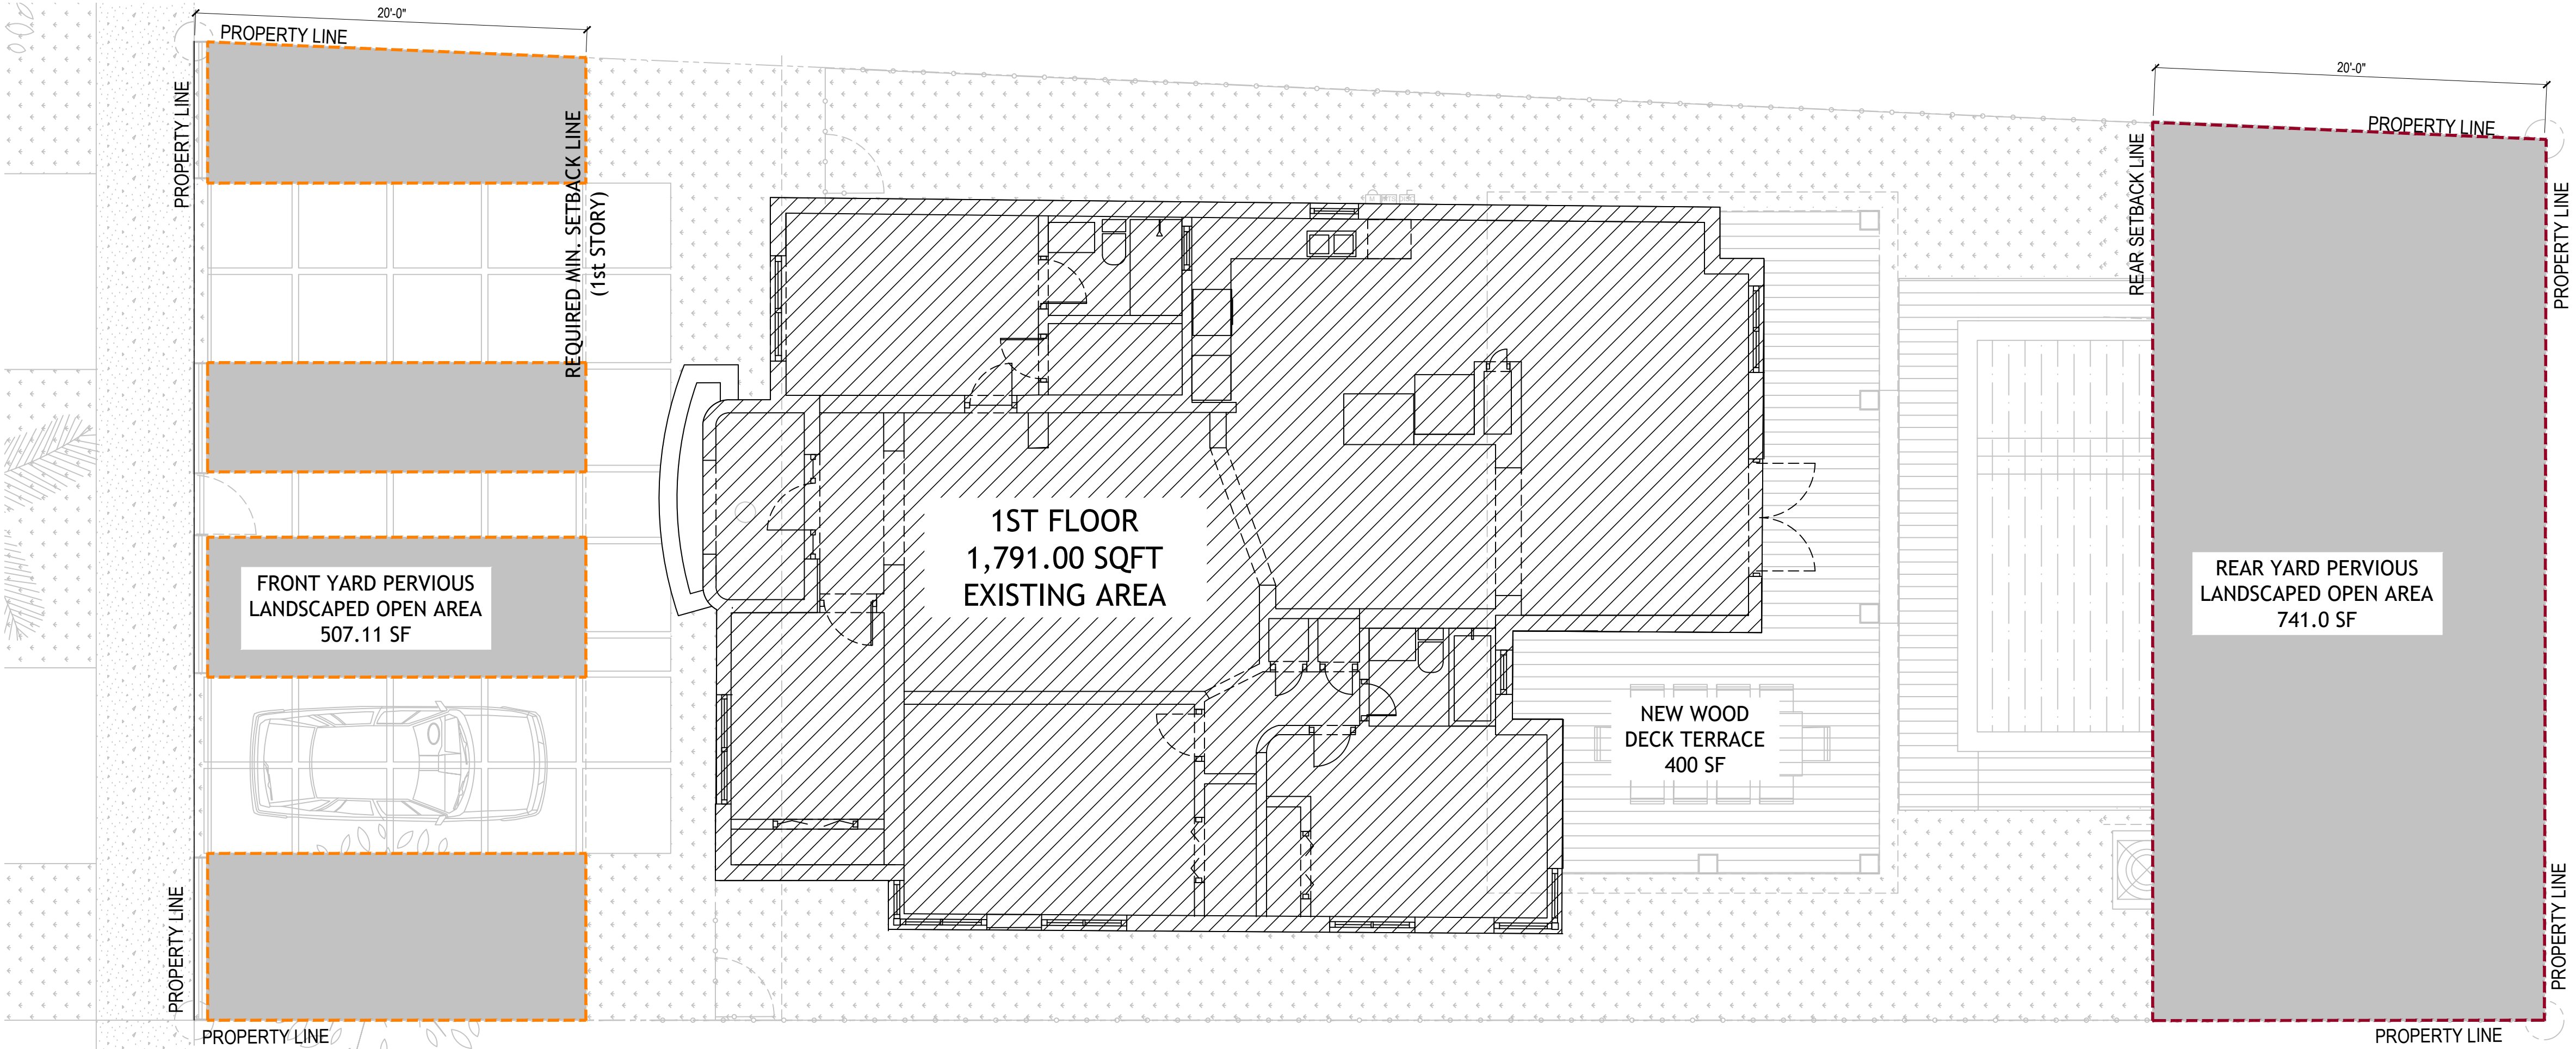 20'-0"
PROPERTY LINE
PROPERTY LINE
REQUIRED MIN. SETBACK LINE
(1st STORY)
FRONT YARD PERVIOUS
LANDSCAPED OPEN AREA
507.11 SF
PROPERTY LINE
PROPERTY LINE
1ST FLOOR
1,791.00 SQFT
EXISTING AREA
NEW WOOD
DECK TERRACE
400 SF
20'-0"
PROPERTY LINE
REAR SETBACK LINE
PROPERTY LINE
REAR YARD PERVIOUS
LANDSCAPED OPEN AREA
741.0 SF
PROPERTY LINE
PROPERTY LINE